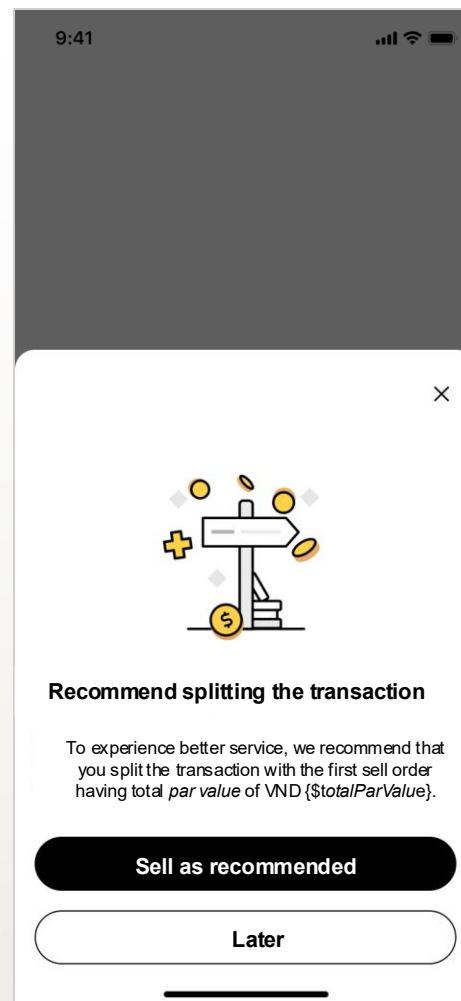 9:41
Recommend splitting the transaction
To experience better service, we recommend that
you split the transaction with the first sell order
having total par value of VND {$totalParValue}.
Sell as recommended
Later